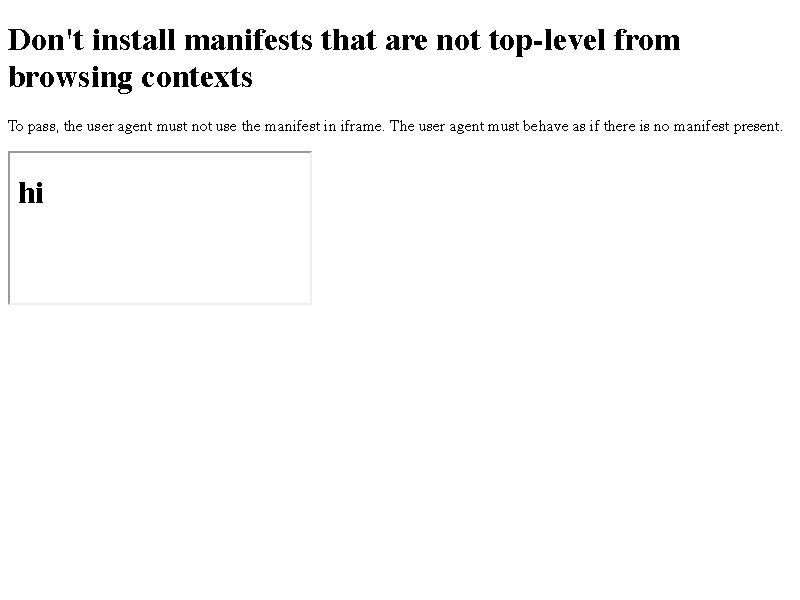 Don't install manifests that are not top-level from
browsing contexts
To pass, the user agent must not use the manifest in iframe. The user agent must behave as if there is no manifest present.
hi